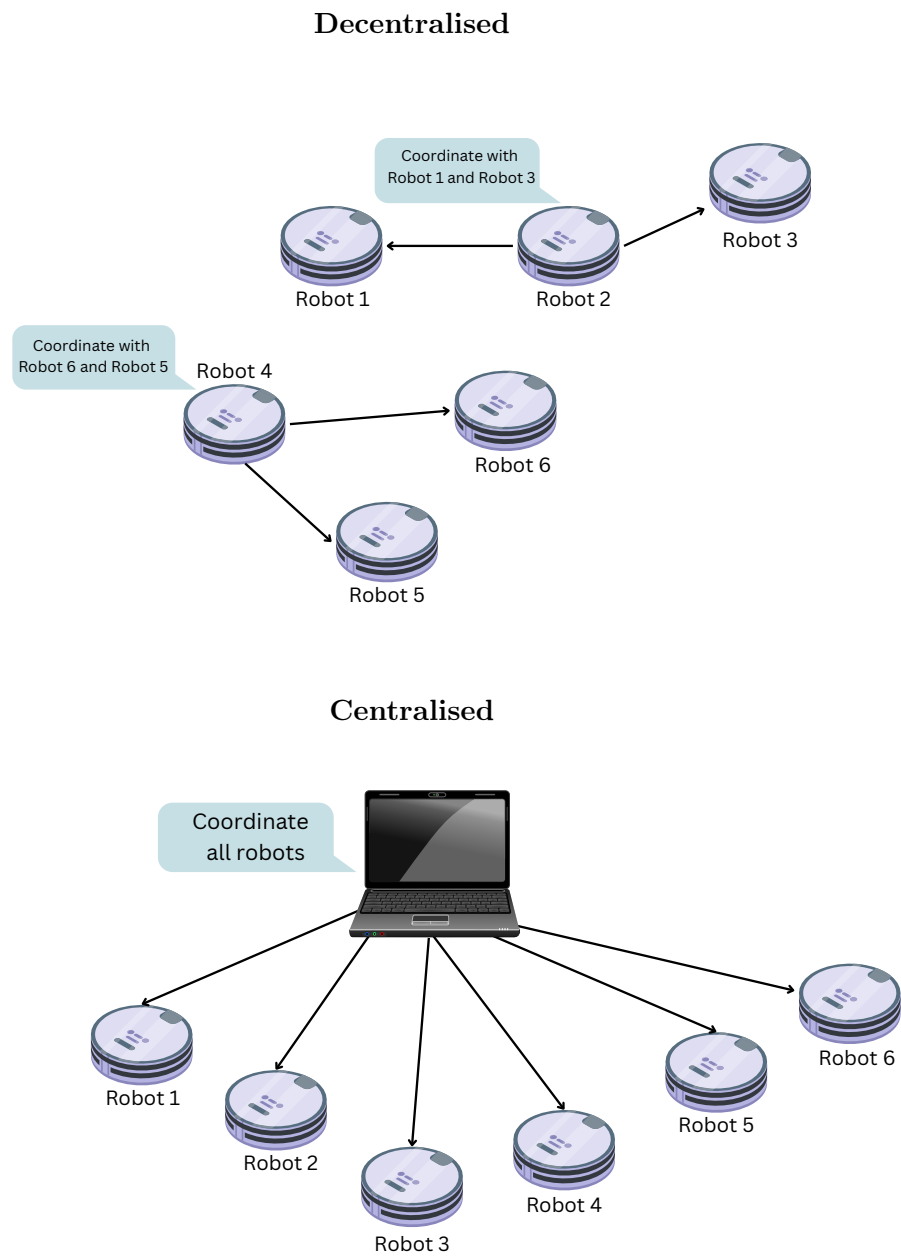 Decentralised
Coordinate with
Robot 1 and Robot 3
Robot 3
Robot 1
Robot 2
Coordinate with
Robot 6 and Robot 5
Robot 4
Robot 6
Robot 5
Centralised
Coordinate
all robots
Robot 1
Robot 2
Robot 3
Robot 4
Robot 5
Robot 6